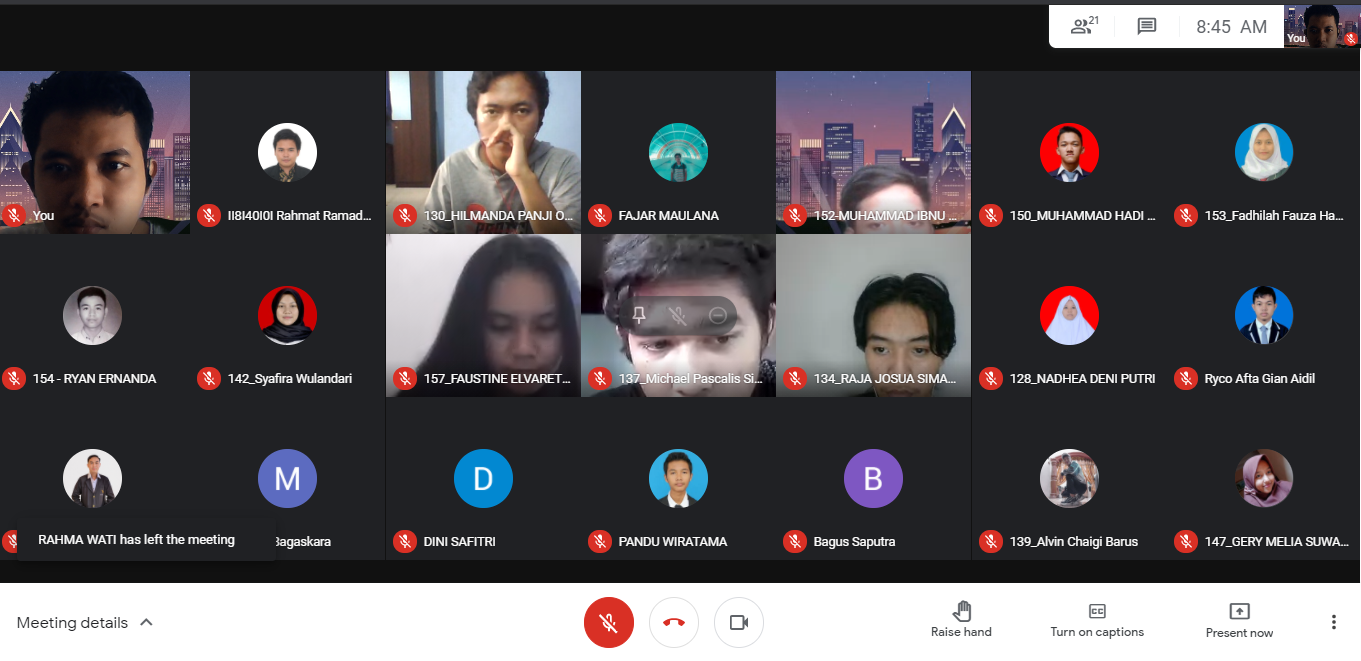 21
8:45 AM
You
You
II8I40I0I Rahmat Ramad...
130_HILMANDA PANJI O...
FAJAR MAULANA
152-MUHAMMAD IBNU ...
150_MUHAMMAD HADI ...
153_Fadhilah Fauza Ha...
154 - RYAN ERNANDA
142_Syafira Wulandari
157_FAUSTINE ELVARET...
137_Michael Pascalis Si...
134_RAJA JOSUA SIMA...
128_NADHEA DENI PUTRI
Ryco Afta Gian Aidil
M
D
B
RAHMA WATI has left the meeting
Bagaskara
DINI SAFITRI
PANDU WIRATAMA
Bagus Saputra
139_Alvin Chaigi Barus
147_GERY MELIA SUWA...
Meeting details
Raise hand
CC
Turn on captions
Present now